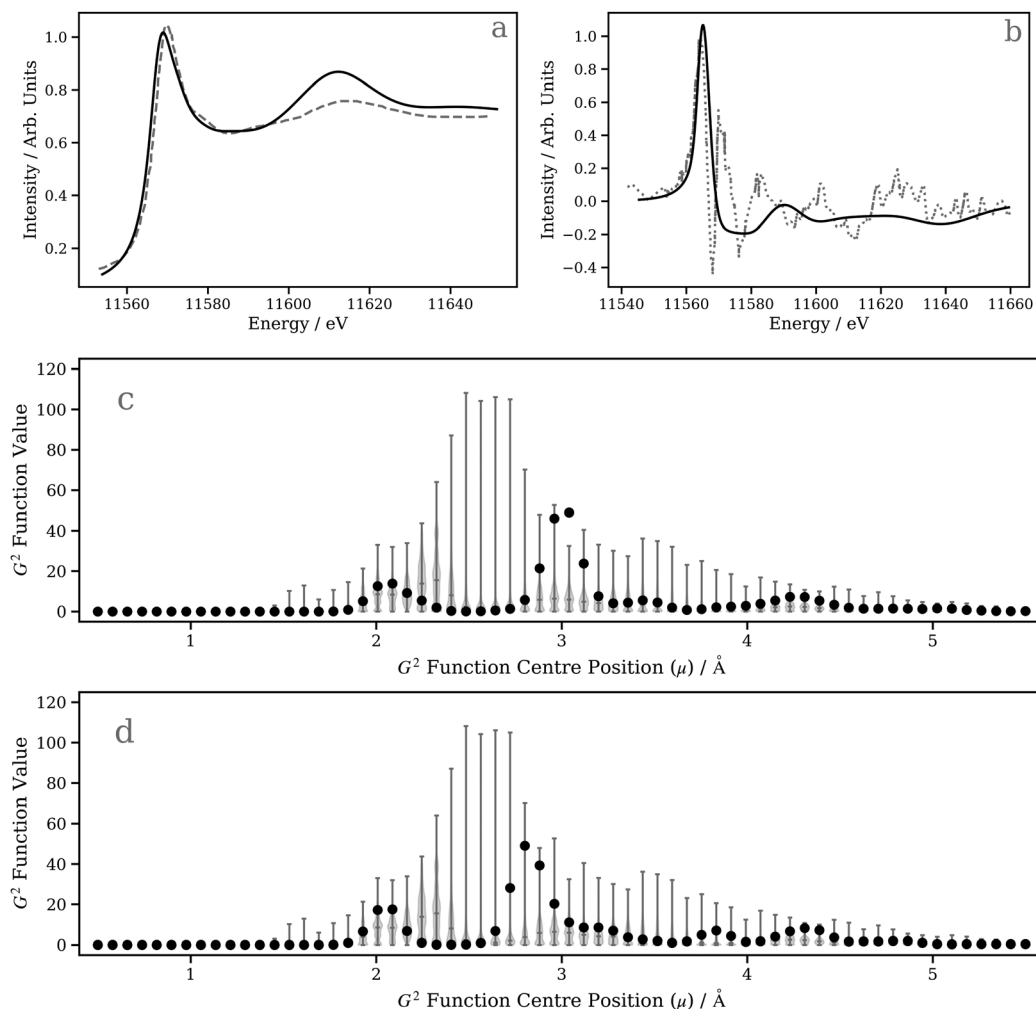 a
1.0
0.8
0.6
0.4
0.2
Intensity / Arb. Units
11560 11580 11600 11620 11640
Energy / eV
b
1.0
0.8
0.6
0.4
0.2
0.0
−0.2
−0.4
Intensity / Arb. Units
11540 11560 11580 11600 11620 11640 11660
Energy / eV
c
120
100
80
60
40
20
0
G² Function Value
1 2 3 4 5
G² Function Centre Position (μ) / Å
d
120
100
80
60
40
20
0
G² Function Value
1 2 3 4 5
G² Function Centre Position (μ) / Å